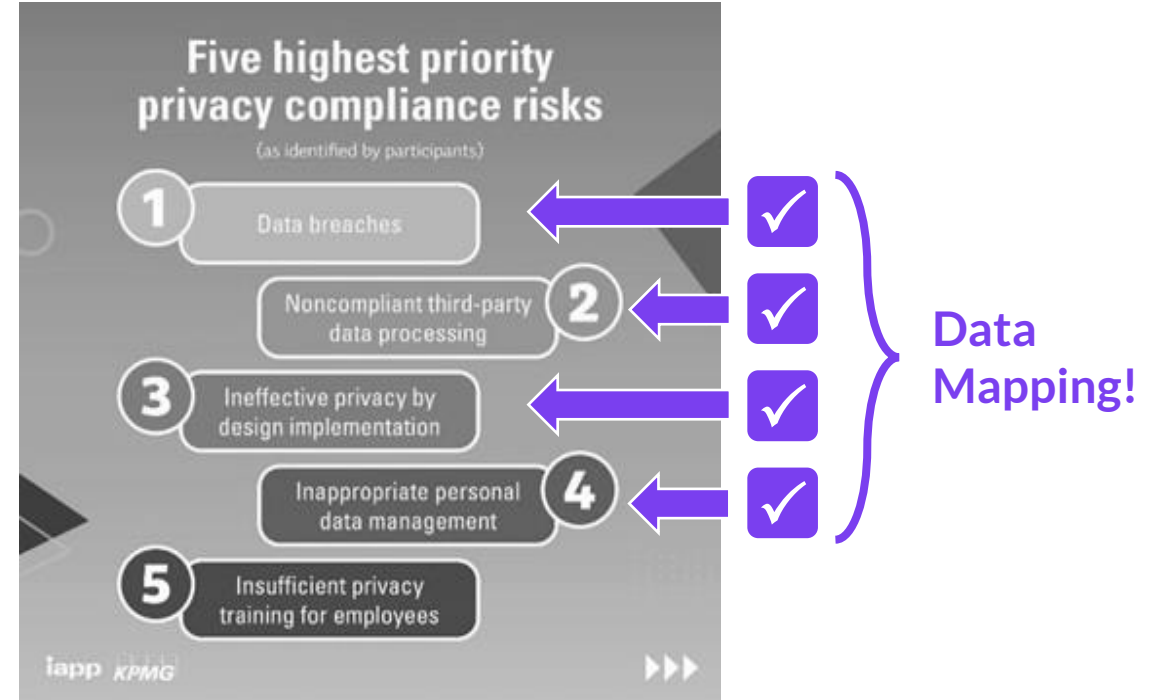 Five highest priority
privacy compliance risks
(as identified by participants)
1
Data breaches
Noncompliant third-party
data processing
2
3
Ineffective privacy by
design implementation
Inappropriate personal
data management
4
5
Insufficient privacy
training for employees
iapp KPMG
Data
Mapping!